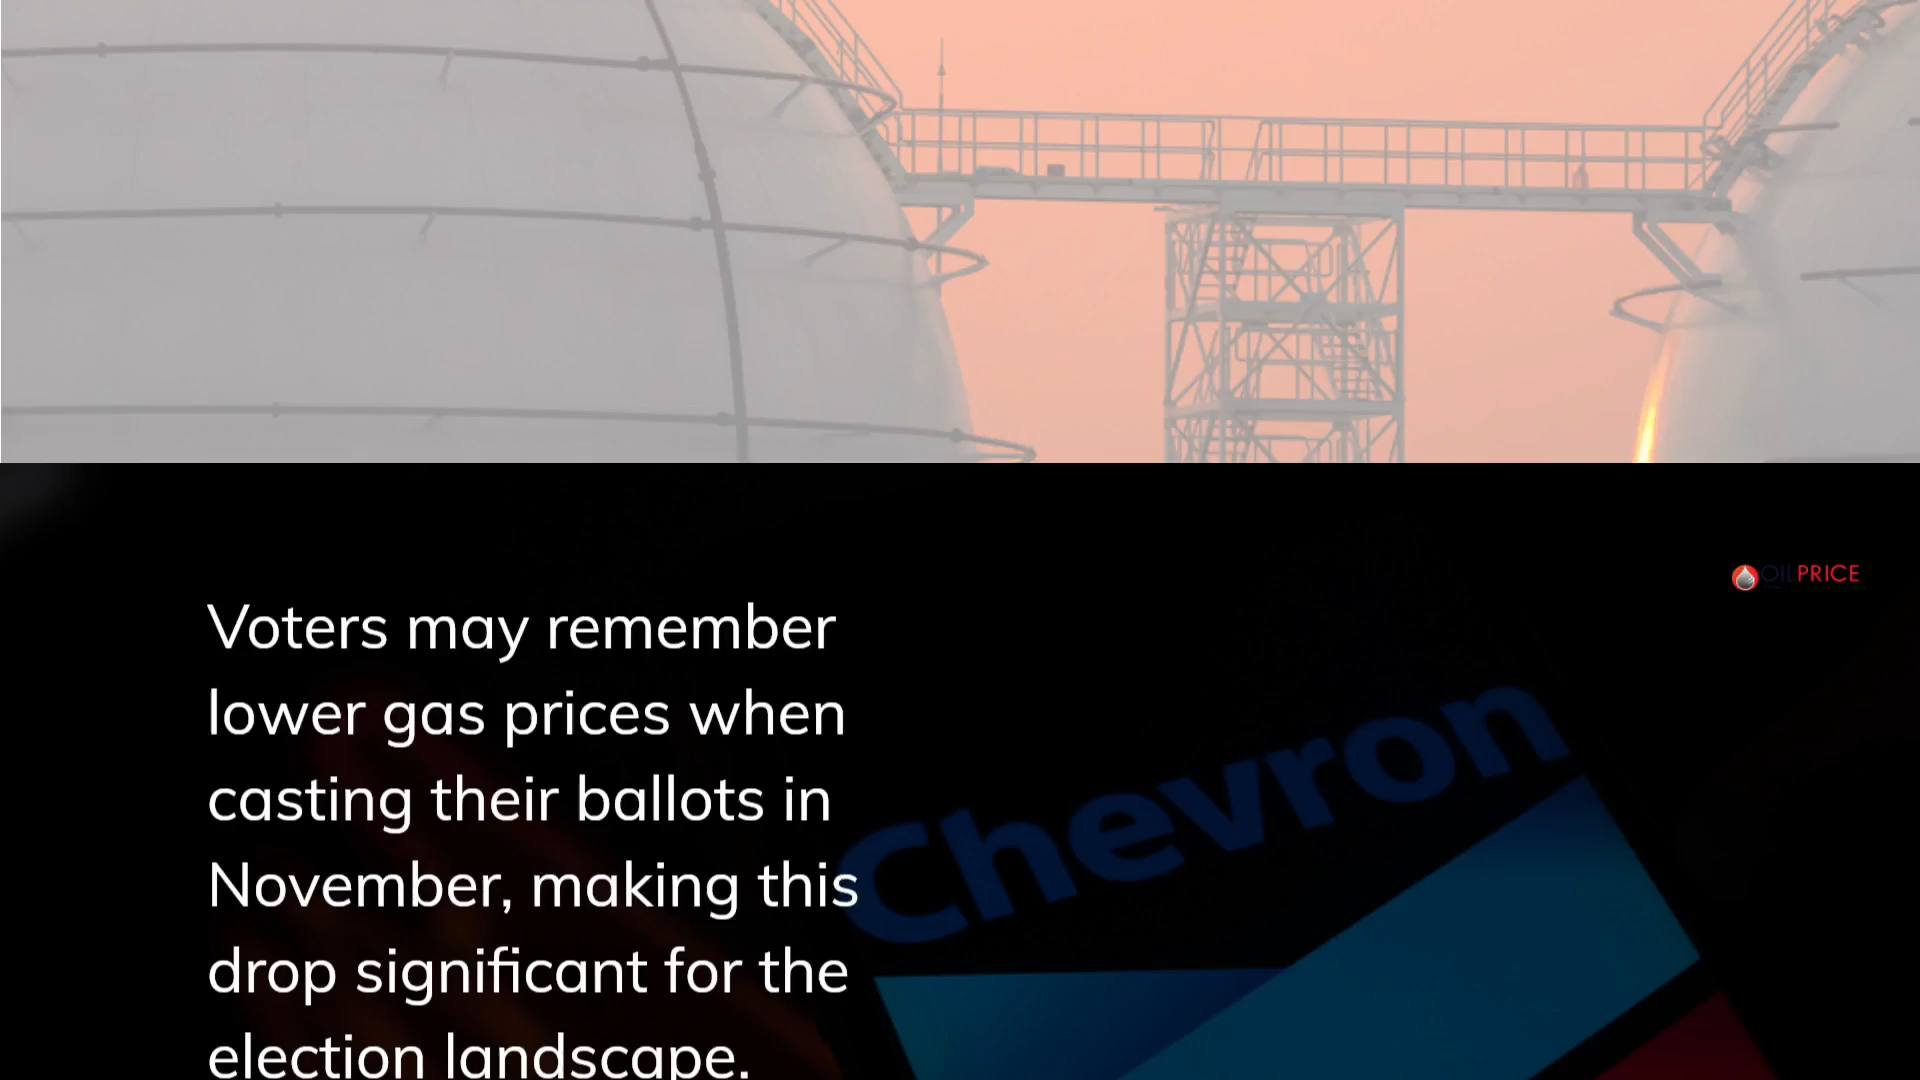 OILPRICE
Voters may remember
lower gas prices when
casting their ballots in
November, making this
drop significant for the
election landscape.
Chevron